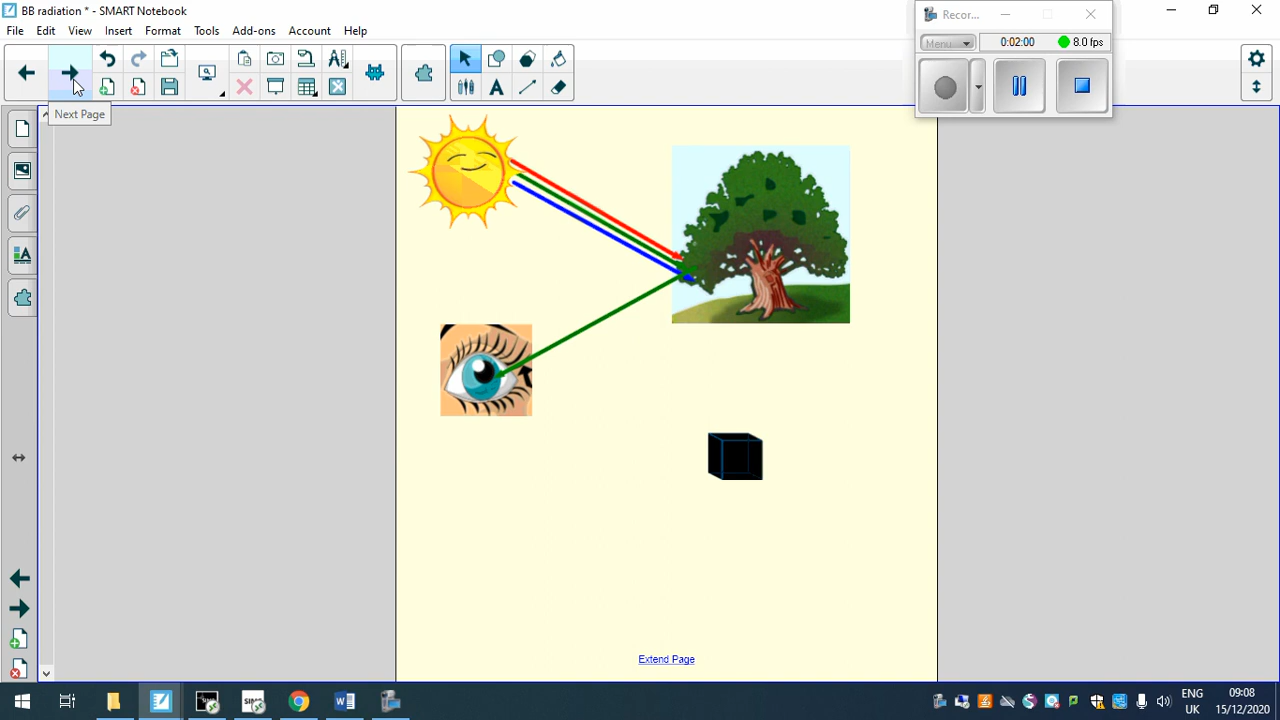 BB radiation * - SMART Notebook
File Edit View Insert Format Tools Add-ons Account Help
Recor...
Menu 0:02:00 8.0 fps
Next Page
Extend Page
ENG
UK
09:08
15/12/2020